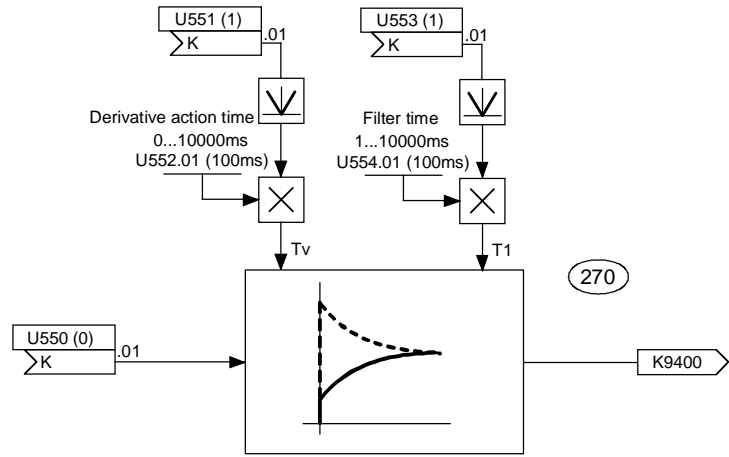 U551 (1)
K
.01
U553 (1)
K
.01
Derivative action time
0...10000ms
U552.01 (100ms)
Filter time
1...10000ms
U554.01 (100ms)
Tv
T1
270
U550 (0)
K
.01
K9400